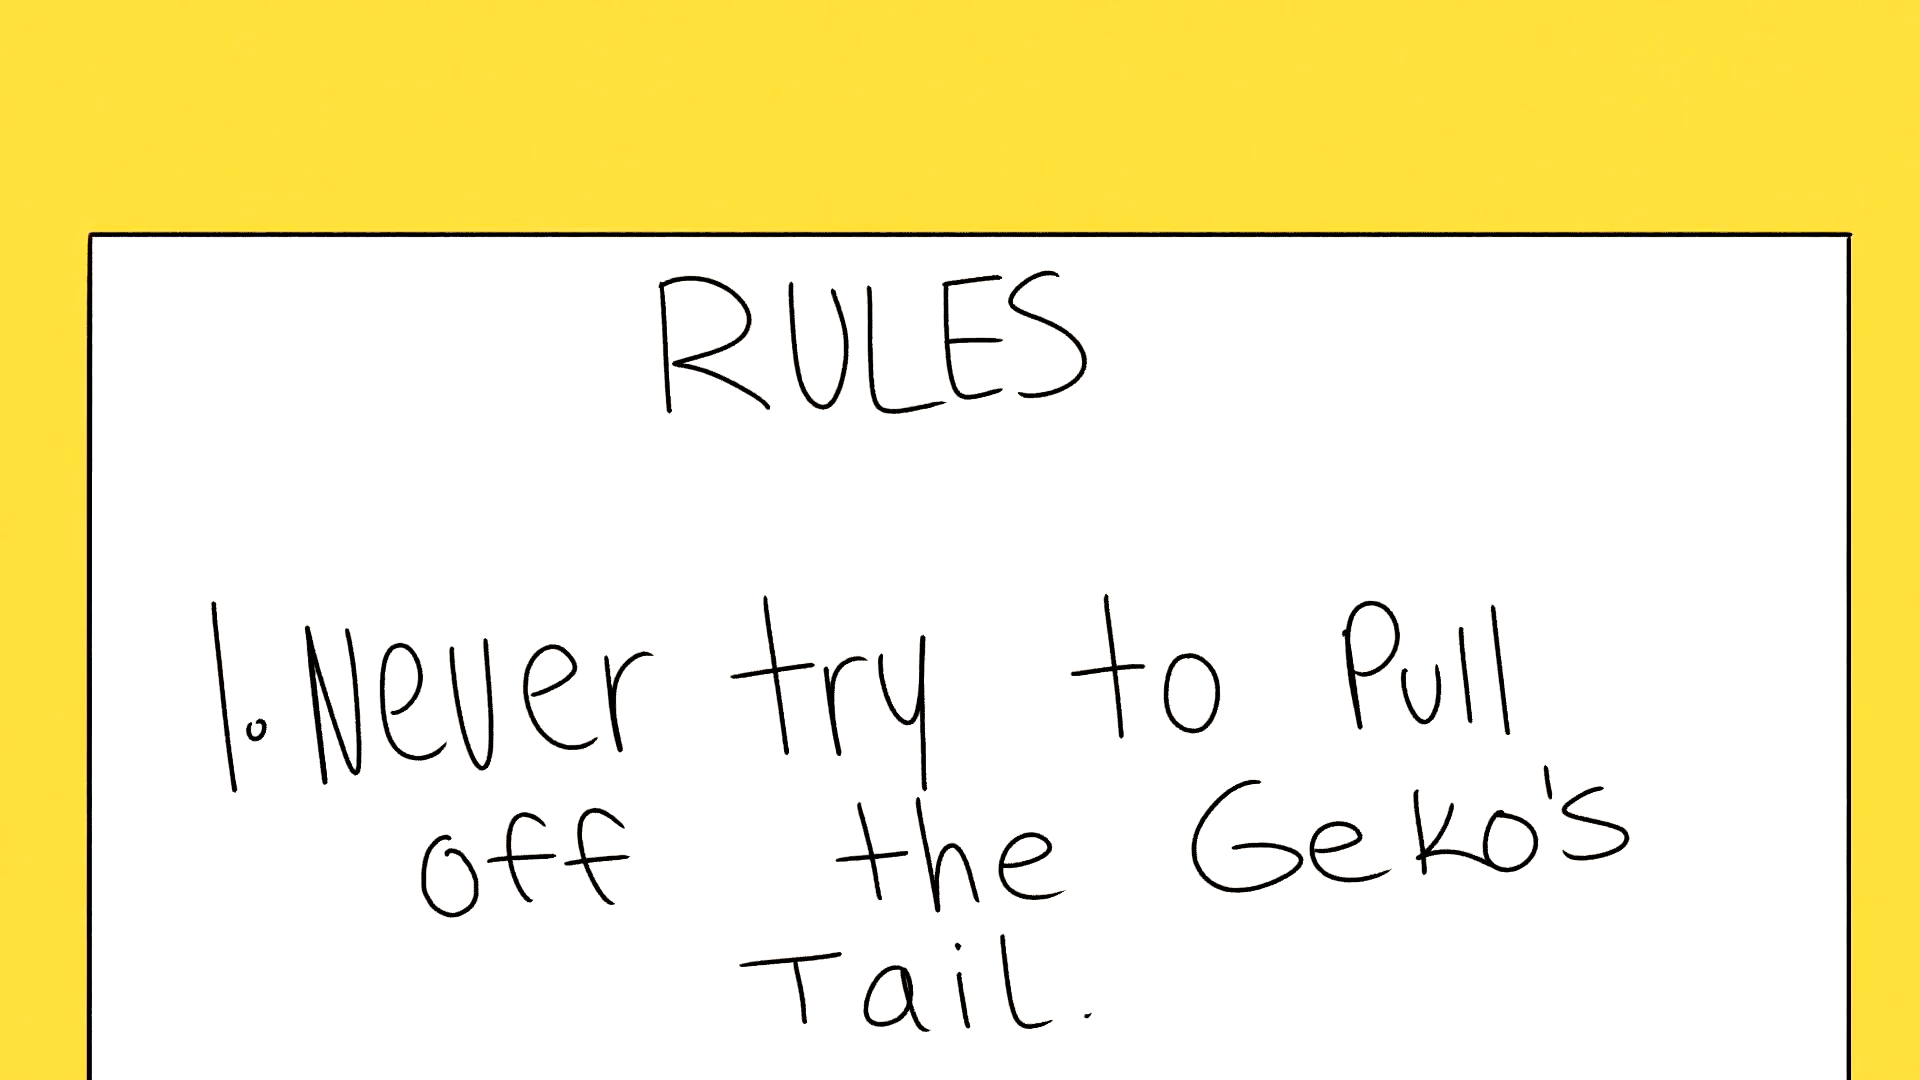 RULES
1. Never try to Pull
off the Geko's
Tail.